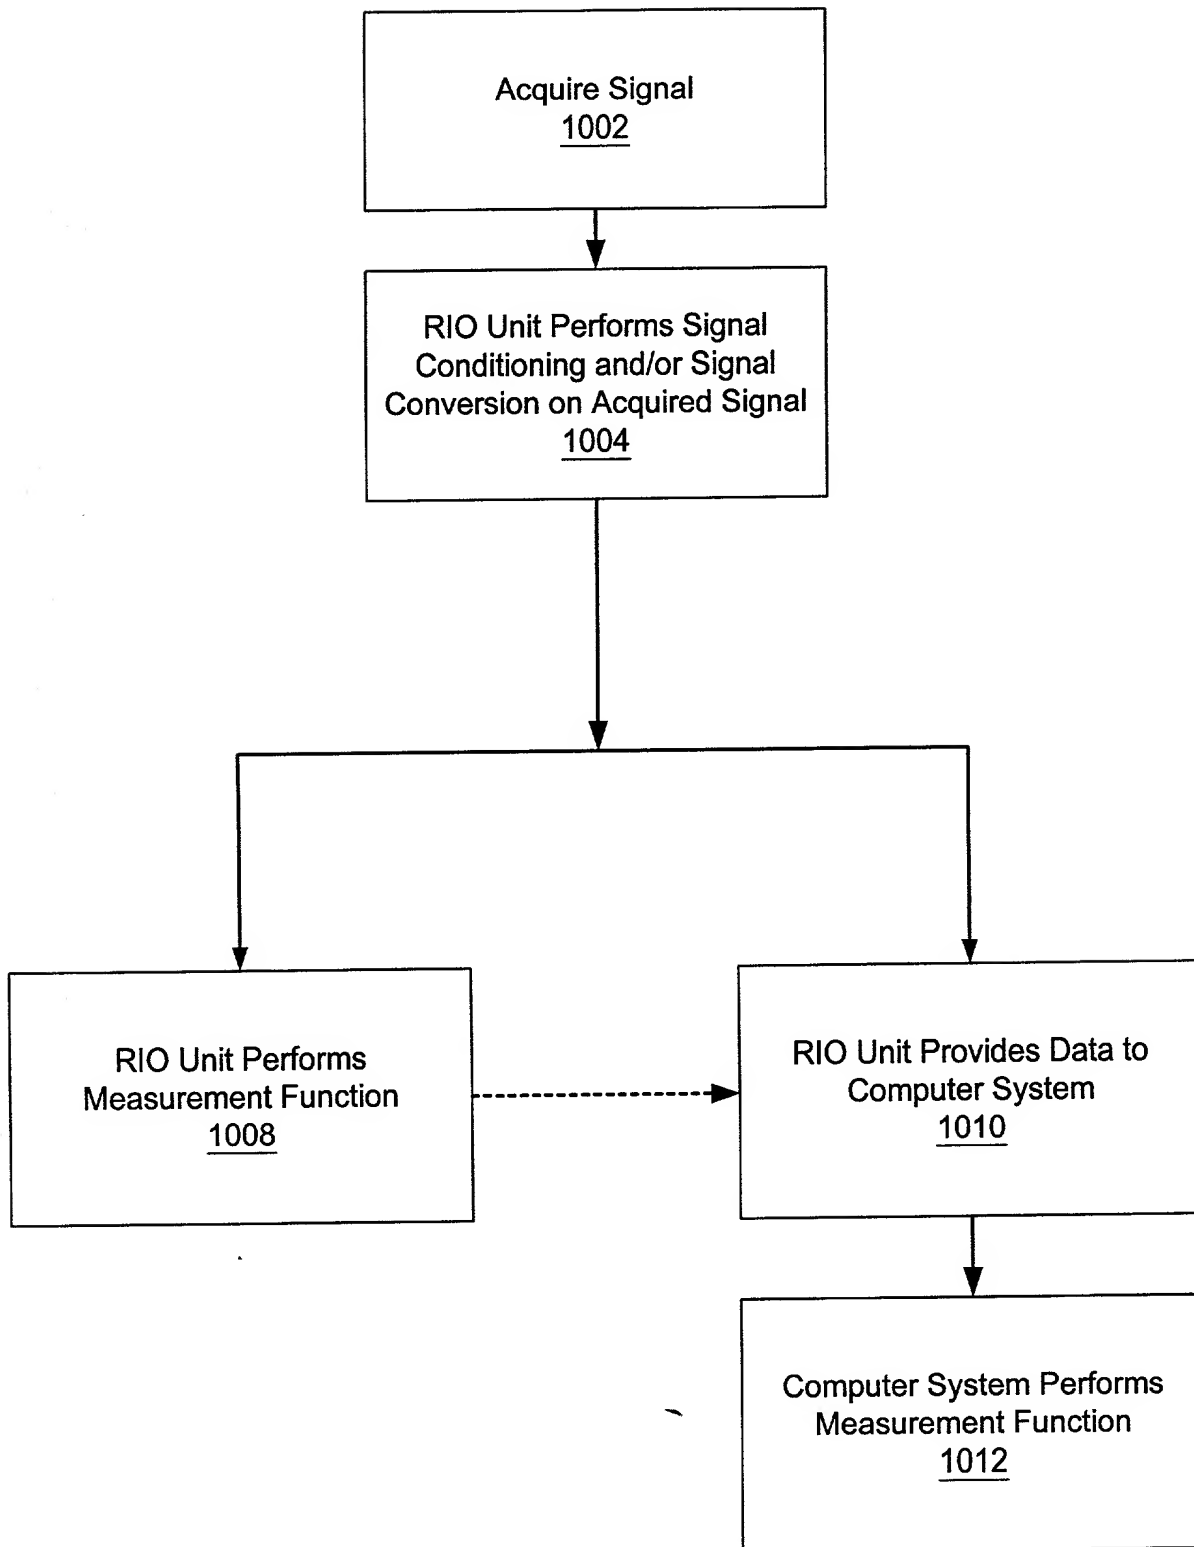 Acquire Signal
1002
RIO Unit Performs Signal
Conditioning and/or Signal
Conversion on Acquired Signal
1004
RIO Unit Performs
Measurement Function
1008
RIO Unit Provides Data to
Computer System
1010
Computer System Performs
Measurement Function
1012